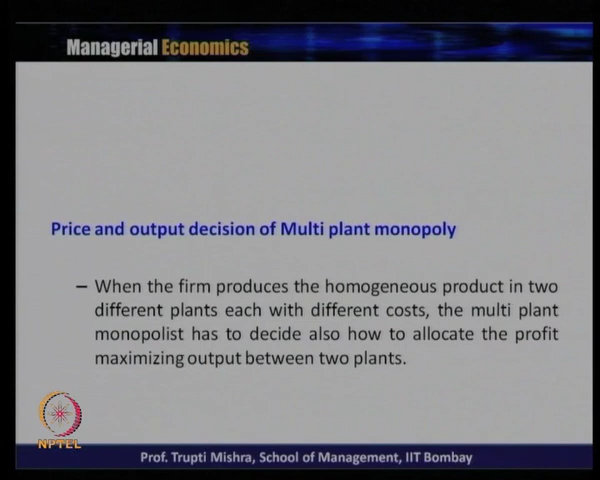 Managerial Economics
Price and output decision of Multi plant monopoly
– When the firm produces the homogeneous product in two
different plants each with different costs, the multi plant
monopolist has to decide also how to allocate the profit
maximizing output between two plants.
NPTEL
Prof. Trupti Mishra, School of Management, IIT Bombay